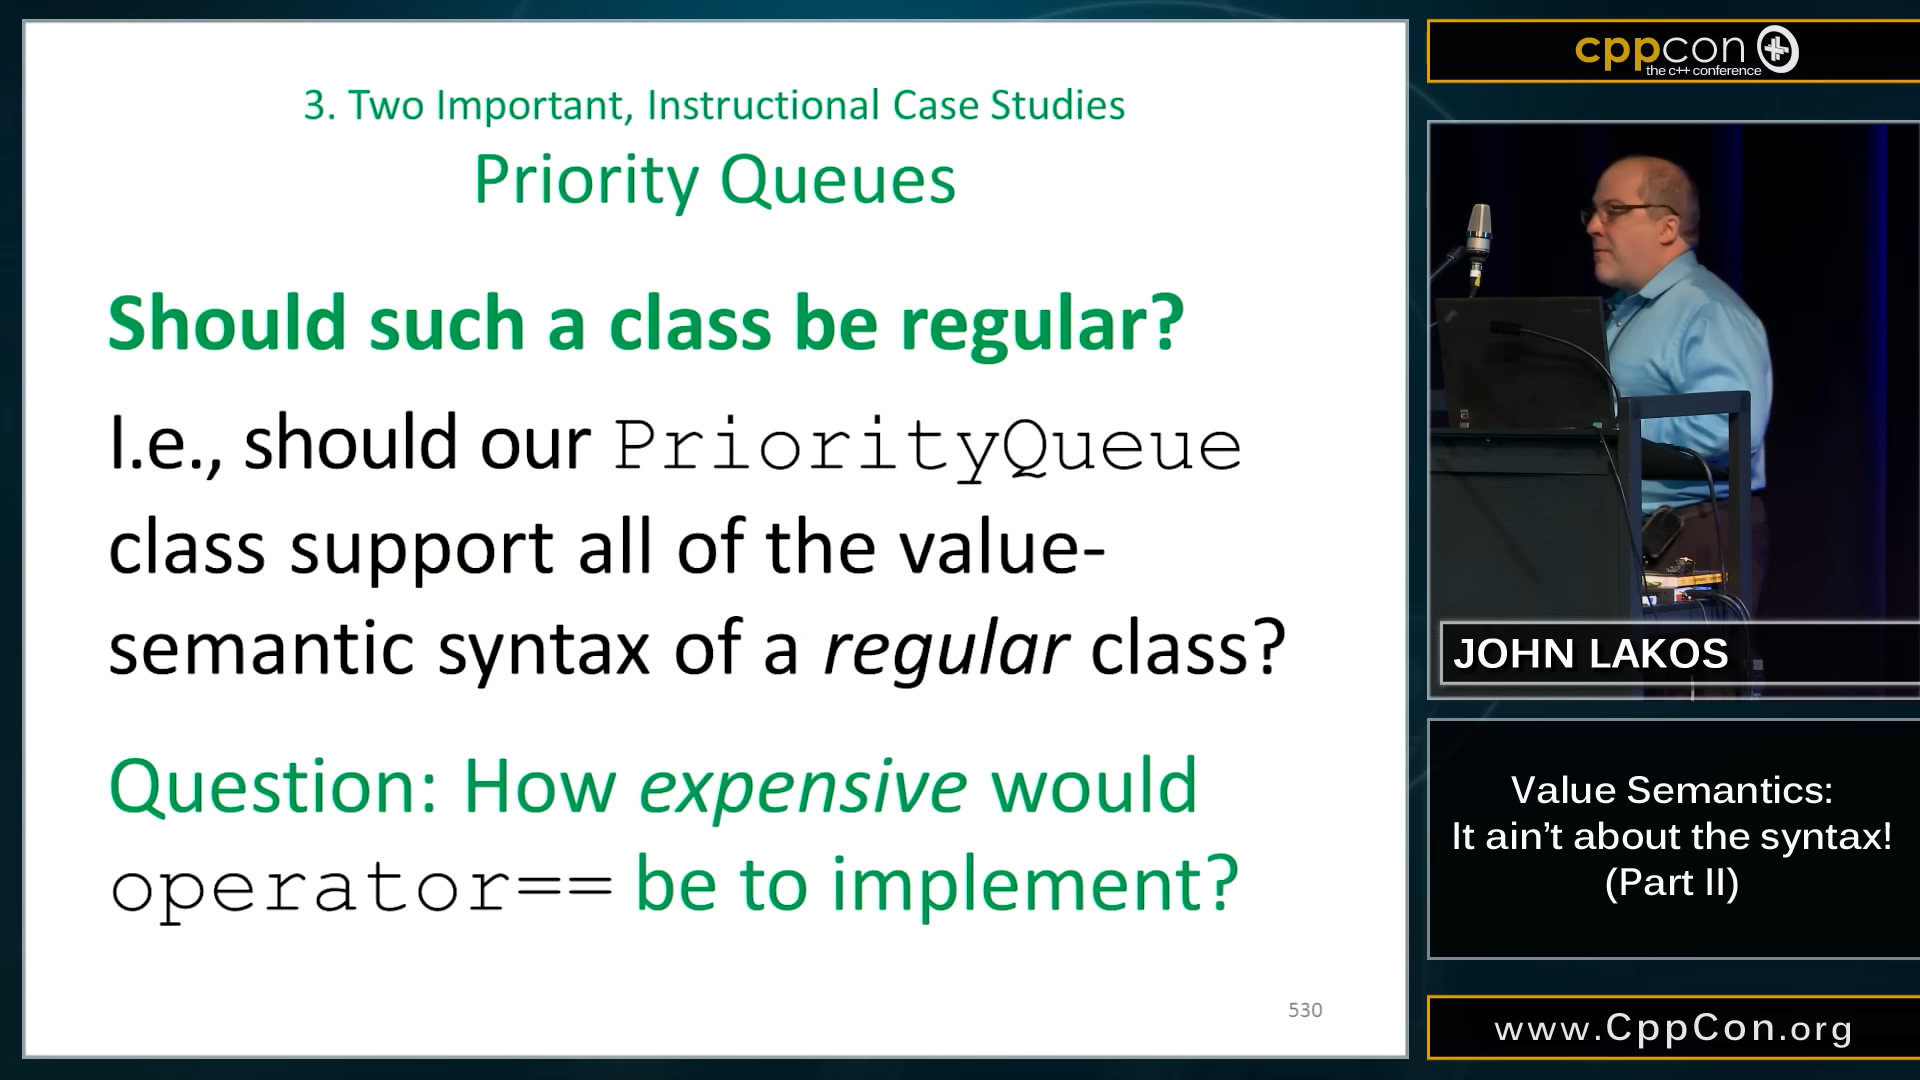 3. Two Important, Instructional Case Studies
Priority Queues
Should such a class be regular?
I.e., should our PriorityQueue
class support all of the value-
semantic syntax of a regular class?
Question: How expensive would
operator== be to implement?
530
cppcon
the c++ conference
JOHN LAKOS
Value Semantics:
It ain’t about the syntax!
(Part II)
www.CppCon.org